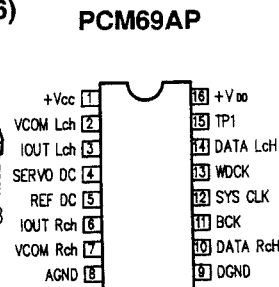 6)
PCM69AP
+Vcc 1 16 +VDD
VCOM Lch 2 15 TP1
IOUT Lch 3 14 DATA LcH
SERVO DC 4 13 WDCK
REF DC 5 12 SYS CLK
IOUT Rch 6 11 BCK
VCOM Rch 7 10 DATA RcH
AGND 8 9 DGND